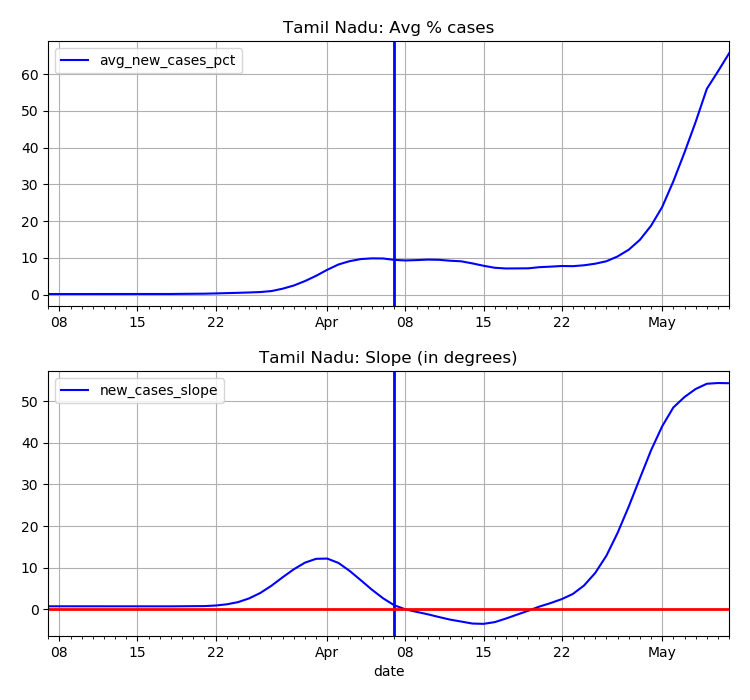 Tamil Nadu: Avg % cases
avg_new_cases_pct
60
50
40
30
20
10
0
08 15 22 Apr 08 15 22 May
Tamil Nadu: Slope (in degrees)
new_cases_slope
50
40
30
20
10
0
08 15 22 Apr 08 15 22 May
date